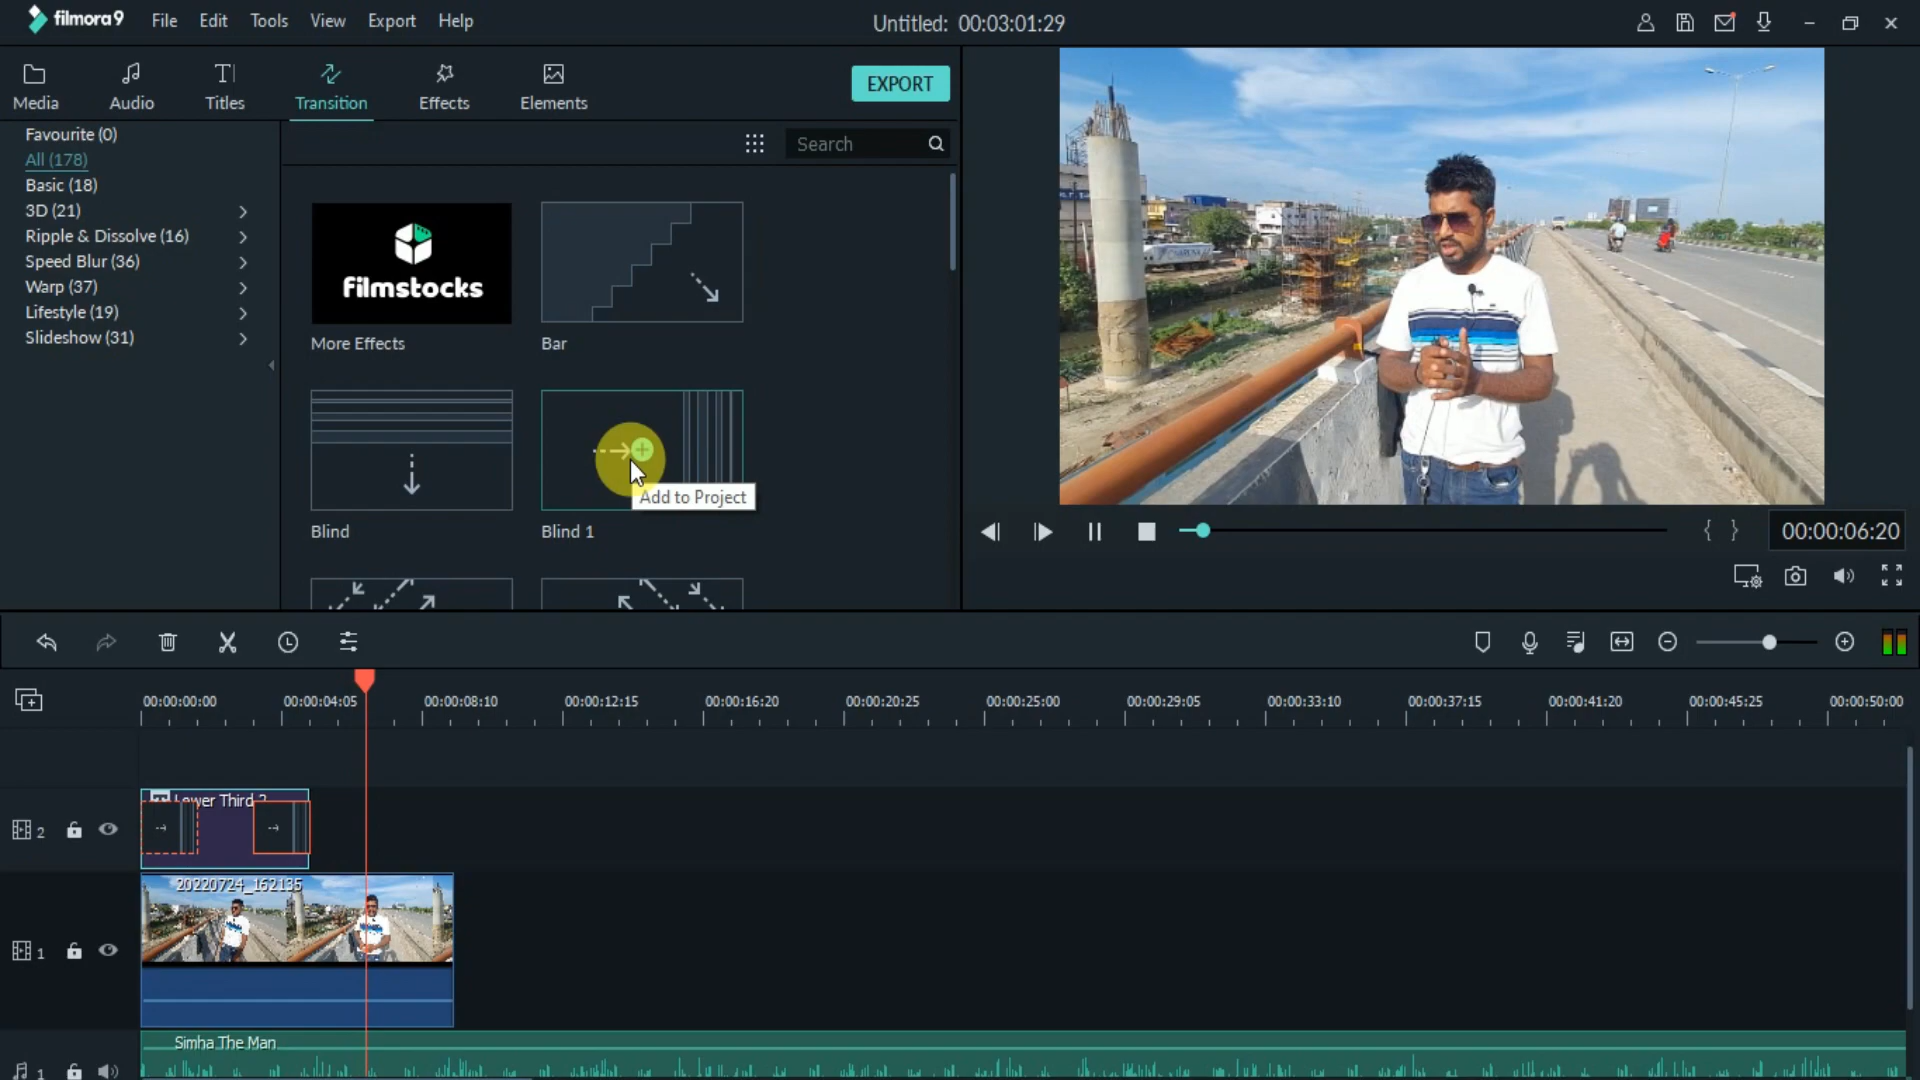 filmora9 File Edit Tools View Export Help
Untitled: 00:03:01:29
Media Audio Titles Transition Effects Elements
EXPORT
Favourite (0)
All (178)
Basic (18)
3D (21)
Ripple & Dissolve (16)
Speed Blur (36)
Warp (37)
Lifestyle (19)
Slideshow (31)
Search
filmstocks
More Effects
Bar
Blind
Blind 1
Add to Project
00:00:06:20
00:00:00:00 00:00:04:05 00:00:08:10 00:00:12:15 00:00:16:20 00:00:20:25 00:00:25:00 00:00:29:05 00:00:33:10 00:00:37:15 00:00:41:20 00:00:45:25 00:00:50:00
Lower Third 2
2
20220724_162135
1
Simha The Man
1